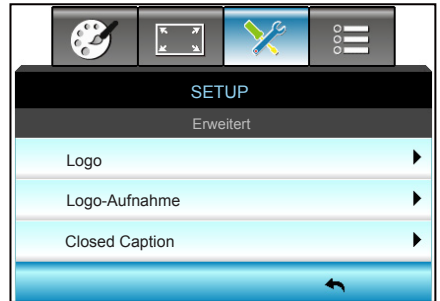 SETUP
Erweitert
Logo
Logo-Aufnahme
Closed Caption